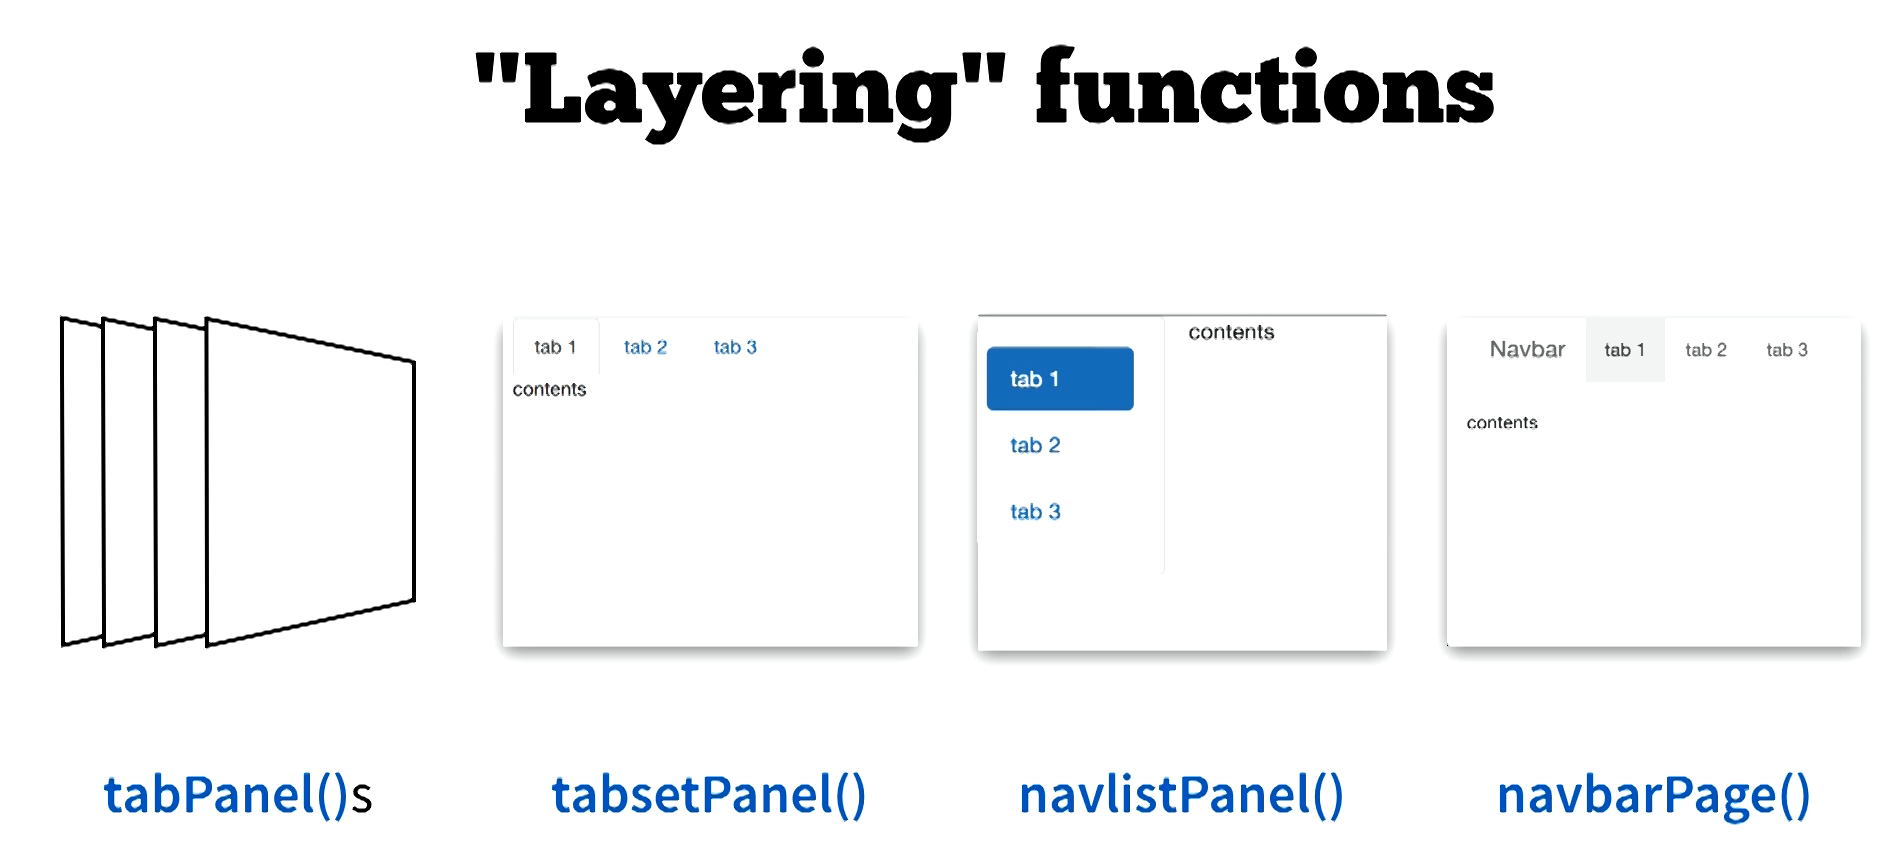 "Layering" functions
tab 1 tab 2 tab 3
contents
contents
tab 1
tab 2
tab 3
Navbar tab 1 tab 2 tab 3
contents
tabPanel()s
tabsetPanel()
navlistPanel()
navbarPage()